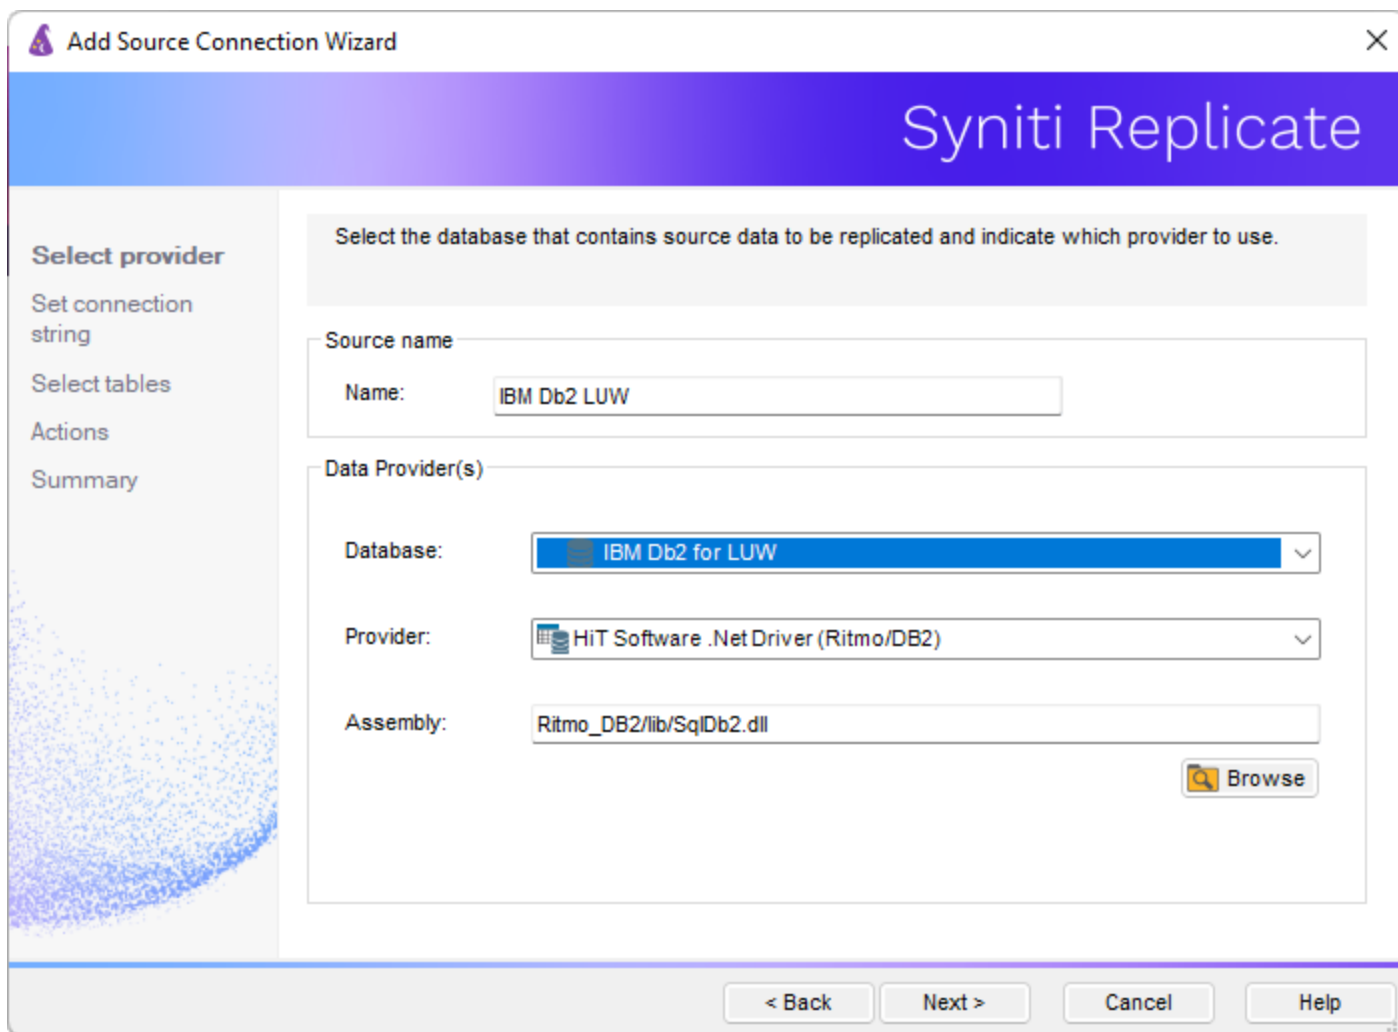 Add Source Connection Wizard
Syniti Replicate
Select provider
Set connection
string
Select tables
Actions
Summary
Select the database that contains source data to be replicated and indicate which provider to use.
Source name
Name:
IBM Db2 LUW
Data Provider(s)
Database:
IBM Db2 for LUW
Provider:
HiT Software .Net Driver (Ritmo/DB2)
Assembly:
Ritmo_DB2/lib/SqlDb2.dll
Browse
< Back
Next >
Cancel
Help